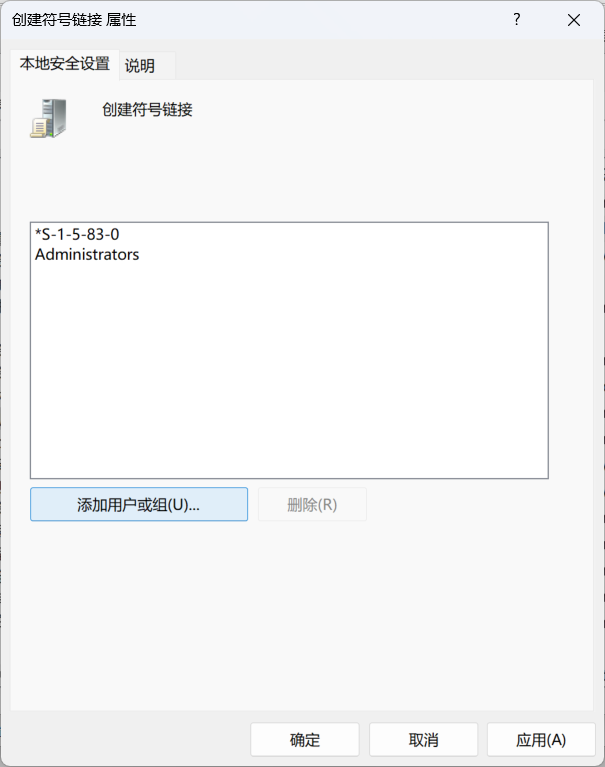 创建符号链接 属性
本地安全设置 说明
创建符号链接
*S-1-5-83-0
Administrators
添加用户或组(U)... 删除(R)
确定 取消 应用(A)